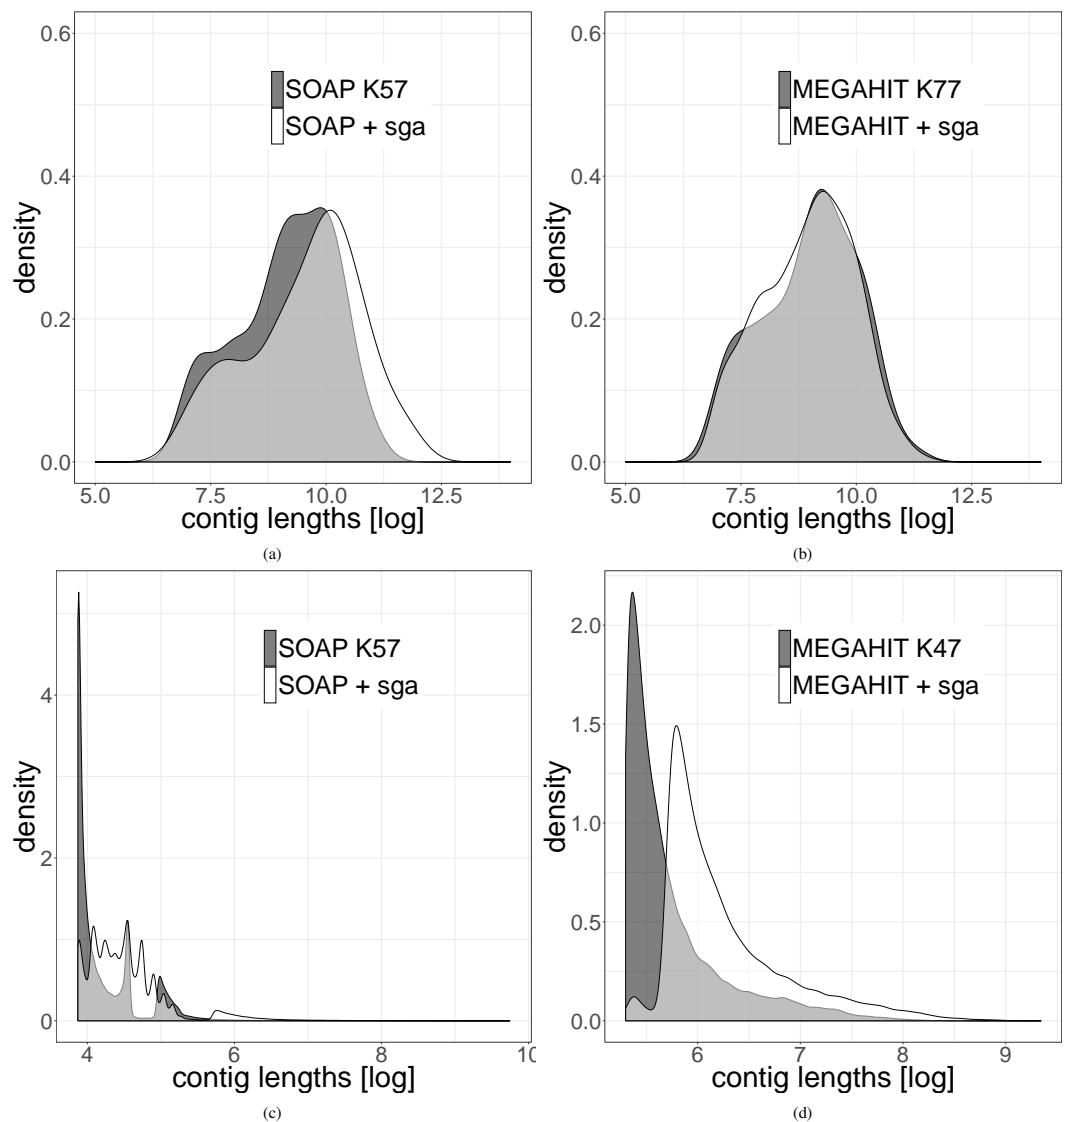 0.6
0.4
0.2
0.0
density
SOAP K57
SOAP + sga
5.0 7.5 10.0 12.5
contig lengths [log]
(a)
0.6
0.4
0.2
0.0
density
MEGAHIT K77
MEGAHIT + sga
5.0 7.5 10.0 12.5
contig lengths [log]
(b)
4
2
0
density
SOAP K57
SOAP + sga
4 6 8 10
contig lengths [log]
(c)
2.0
1.5
1.0
0.5
0.0
density
MEGAHIT K47
MEGAHIT + sga
6 7 8 9
contig lengths [log]
(d)